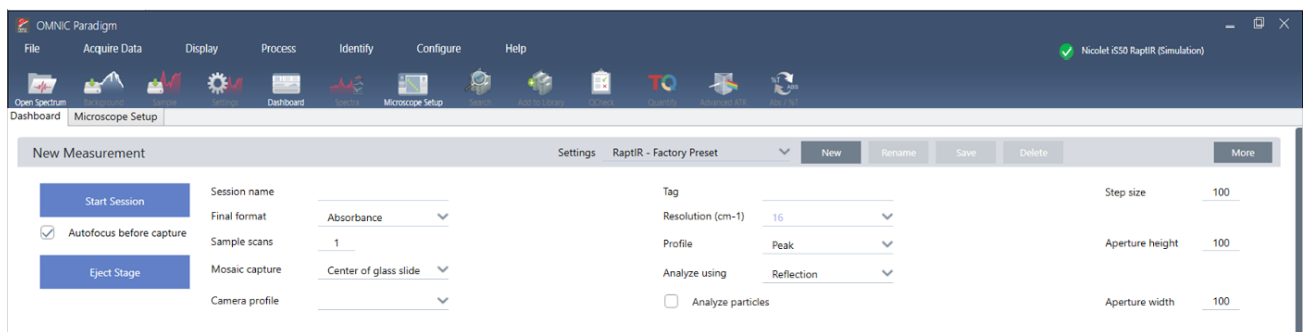 OMNIC Paradigm
File Acquire Data Display Process Identify Configure Help Nicolet iS50 RaptIR (Simulation)
Open Spectrum Background Sample Settings Dashboard Spectra Microscope Setup Search Add to Library QCheck Quantify Advanced ATR Abs / %T
Dashboard Microscope Setup
New Measurement Settings RaptIR - Factory Preset New Rename Save Delete More
Start Session Session name Tag Step size 100
Final format Absorbance Resolution (cm-1) 16
Autofocus before capture Sample scans 1 Profile Peak Aperture height 100
Eject Stage Mosaic capture Center of glass slide Analyze using Reflection
Camera profile Analyze particles Aperture width 100